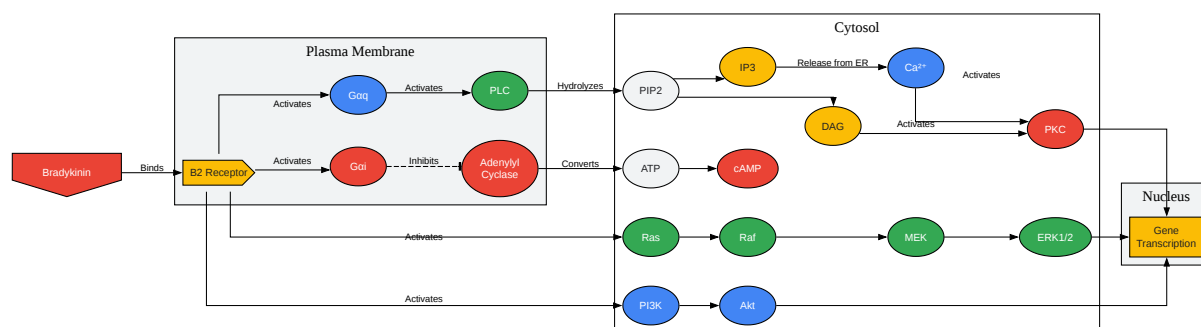 Plasma Membrane
Cytosol
Nucleus
Bradykinin
Binds
B2 Receptor
Activates
Gαq
Activates
PLC
Hydrolyzes
PIP2
IP3
Release from ER
Ca²⁺
Activates
DAG
Activates
PKC
Activates
Gαi
Inhibits
Adenylyl
Cyclase
Converts
ATP
cAMP
Activates
Ras
Raf
MEK
ERK1/2
Gene
Transcription
Activates
PI3K
Akt